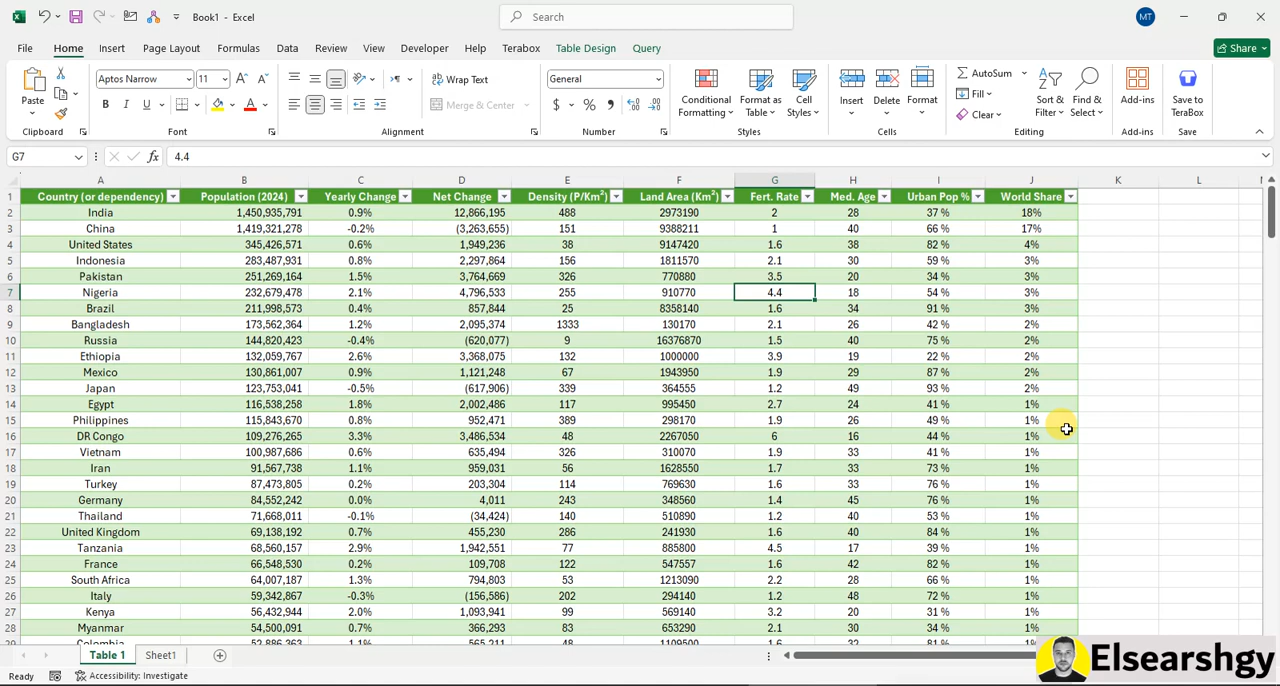 Book1 - Excel
Search
MT
File Home Insert Page Layout Formulas Data Review View Developer Help Terabox Table Design Query Share
Paste
Clipboard
Aptos Narrow 11
B I U
Font
Wrap Text
Merge & Center
Alignment
General
$ % ,
Number
Conditional Formatting
Format as Table
Cell Styles
Styles
Insert Delete Format
Cells
AutoSum
Fill
Clear
Sort & Filter
Find & Select
Editing
Add-ins
Add-ins
Save to TeraBox
Save
G7 fx 4.4
A B C D E F G H I J K L
1 Country (or dependency) Population (2024) Yearly Change Net Change Density (P/Km²) Land Area (Km²) Fert. Rate Med. Age Urban Pop % World Share
2 India 1,450,935,791 0.9% 12,866,195 488 2973190 2 28 37 % 18%
3 China 1,419,321,278 -0.2% (3,263,655) 151 9388211 1 40 66 % 17%
4 United States 345,426,571 0.6% 1,949,236 38 9147420 1.6 38 82 % 4%
5 Indonesia 283,487,931 0.8% 2,297,864 156 1811570 2.1 30 59 % 3%
6 Pakistan 251,269,164 1.5% 3,764,669 326 770880 3.5 20 34 % 3%
7 Nigeria 232,679,478 2.1% 4,796,533 255 910770 4.4 18 54 % 3%
8 Brazil 211,998,573 0.4% 857,844 25 8358140 1.6 34 91 % 3%
9 Bangladesh 173,562,364 1.2% 2,095,374 1333 130170 2.1 26 42 % 2%
10 Russia 144,820,423 -0.4% (620,077) 9 16376870 1.5 40 75 % 2%
11 Ethiopia 132,059,767 2.6% 3,368,075 132 1000000 3.9 19 22 % 2%
12 Mexico 130,861,007 0.9% 1,121,248 67 1943950 1.9 29 87 % 2%
13 Japan 123,753,041 -0.5% (617,906) 339 364555 1.2 49 93 % 2%
14 Egypt 116,538,258 1.8% 2,002,486 117 995450 2.7 24 41 % 1%
15 Philippines 115,843,670 0.8% 952,471 389 298170 1.9 26 49 % 1%
16 DR Congo 109,276,265 3.3% 3,486,534 48 2267050 6 16 44 % 1%
17 Vietnam 100,987,686 0.6% 635,494 326 310070 1.9 33 41 % 1%
18 Iran 91,567,738 1.1% 959,031 56 1628550 1.7 33 73 % 1%
19 Turkey 87,473,805 0.2% 203,304 114 769630 1.6 33 76 % 1%
20 Germany 84,552,242 0.0% 4,011 243 348560 1.4 45 76 % 1%
21 Thailand 71,668,011 -0.1% (34,424) 140 510890 1.2 40 53 % 1%
22 United Kingdom 69,138,192 0.7% 455,230 286 241930 1.6 40 84 % 1%
23 Tanzania 68,560,157 2.9% 1,942,551 77 885800 4.5 17 39 % 1%
24 France 66,548,530 0.2% 109,708 122 547557 1.6 42 82 % 1%
25 South Africa 64,007,187 1.3% 794,803 53 1213090 2.2 28 66 % 1%
26 Italy 59,342,867 -0.3% (156,586) 202 294140 1.2 48 72 % 1%
27 Kenya 56,432,944 2.0% 1,093,941 99 569140 3.2 20 31 % 1%
28 Myanmar 54,500,091 0.7% 366,293 83 653290 2.1 30 34 % 1%
29 Colombia 52,886,363 1.1% 565,211 48 1109500 1.6 32 81 % 1%
Table 1 Sheet1
Ready Accessibility: Investigate
Elsearshgy